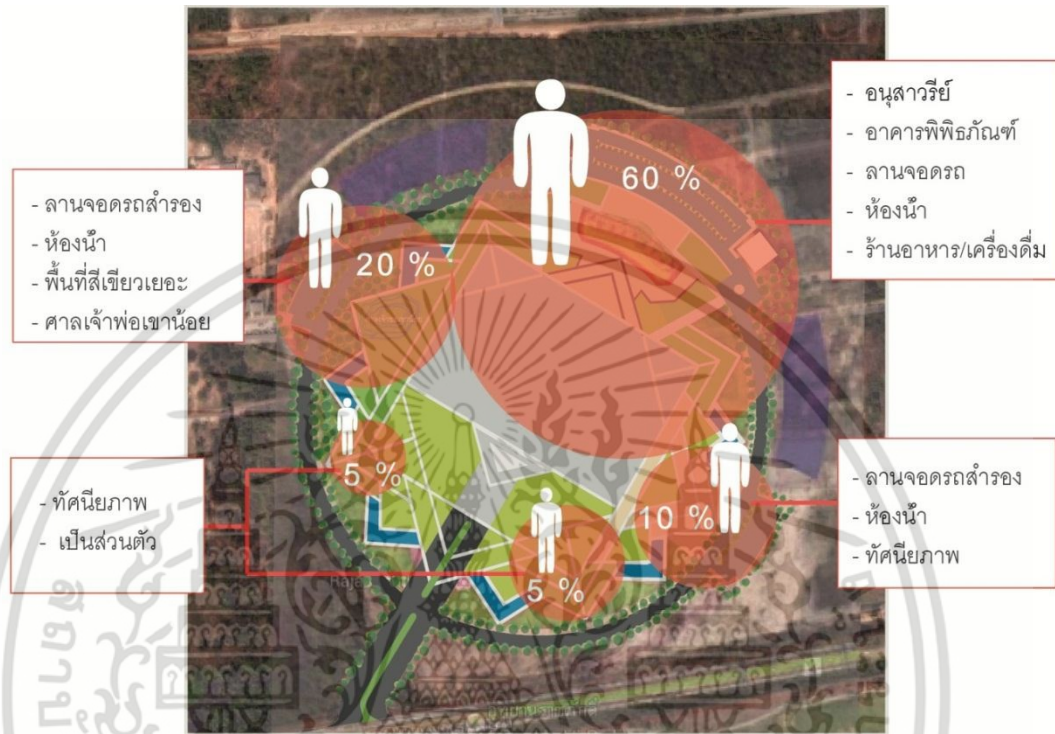 - อนุสาวรีย์
- อาคารพิพิธภัณฑ์
- ลานจอดรถ
- ห้องน้ำ
- ร้านอาหาร/เครื่องดื่ม
60 %
- ลานจอดรถสำรอง
- ห้องน้ำ
- พื้นที่สีเขียวเยอะ
- ศาลเจ้าพ่อเขาน้อย
20 %
- ทัศนียภาพ
- เป็นส่วนตัว
5 %
5 %
10 %
- ลานจอดรถสำรอง
- ห้องน้ำ
- ทัศนียภาพ